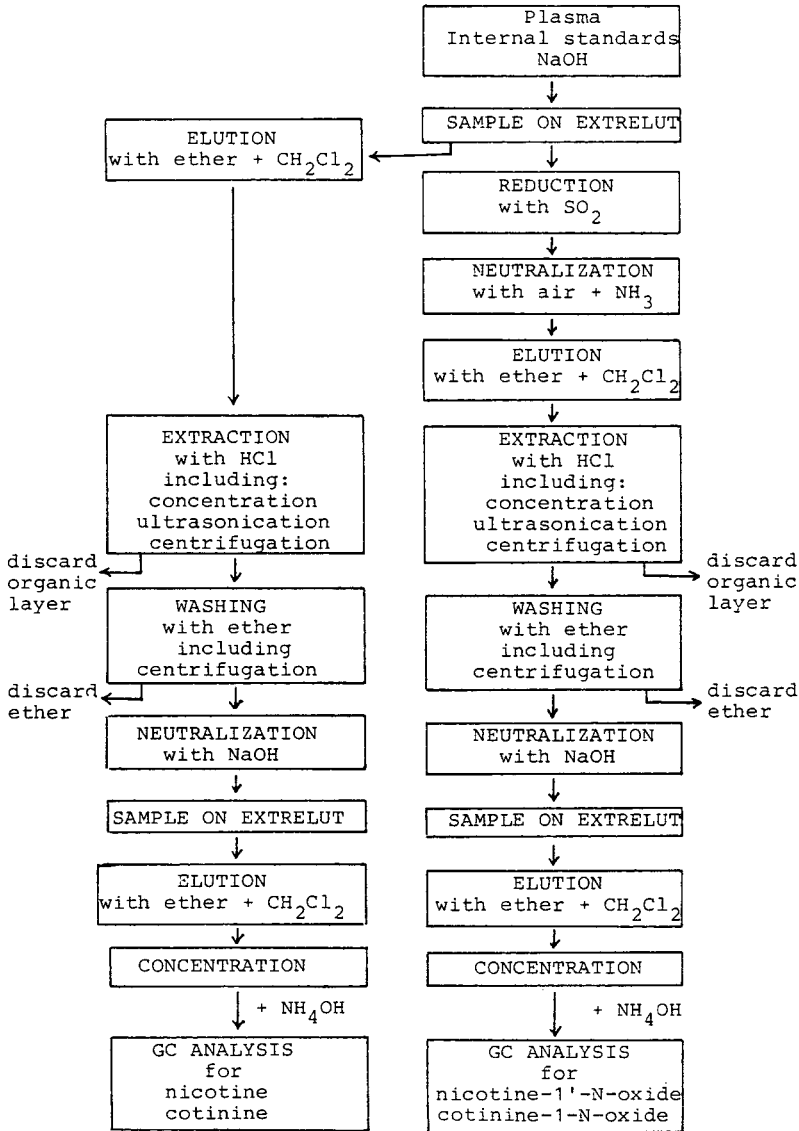 Plasma
Internal standards
NaOH
SAMPLE ON EXTRELUT
ELUTION
with ether + CH2Cl2
REDUCTION
with SO2
NEUTRALIZATION
with air + NH3
ELUTION
with ether + CH2Cl2
EXTRACTION
with HCl
including:
concentration
ultrasonication
centrifugation
discard
organic
layer
WASHING
with ether
including
centrifugation
discard
ether
NEUTRALIZATION
with NaOH
SAMPLE ON EXTRELUT
ELUTION
with ether + CH2Cl2
CONCENTRATION
+ NH4OH
GC ANALYSIS
for
nicotine
cotinine
EXTRACTION
with HCl
including:
concentration
ultrasonication
centrifugation
discard
organic
layer
WASHING
with ether
including
centrifugation
discard
ether
NEUTRALIZATION
with NaOH
SAMPLE ON EXTRELUT
ELUTION
with ether + CH2Cl2
CONCENTRATION
+ NH4OH
GC ANALYSIS
for
nicotine-1'-N-oxide
cotinine-1-N-oxide